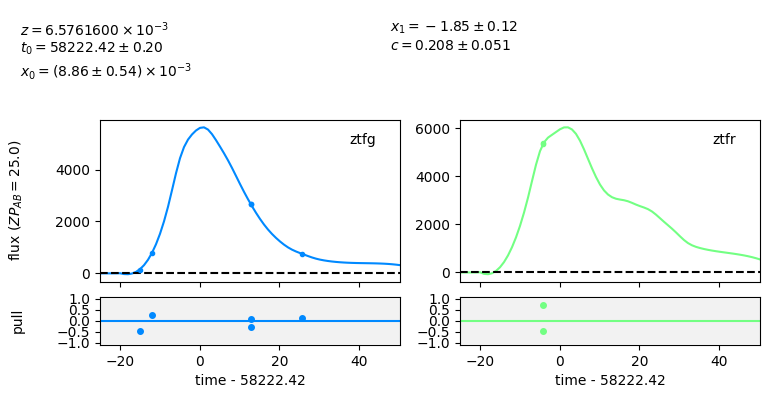 z = 6.5761600 × 10⁻³
t₀ = 58222.42 ± 0.20
x₀ = (8.86 ± 0.54) × 10⁻³
x₁ = −1.85 ± 0.12
c = 0.208 ± 0.051
flux (ZP_AB = 25.0)
ztfg
4000
2000
0
ztfr
6000
4000
2000
0
pull
1.0
0.5
0.0
−0.5
−1.0
−20 0 20 40
time - 58222.42
1.0
0.5
0.0
−0.5
−1.0
−20 0 20 40
time - 58222.42